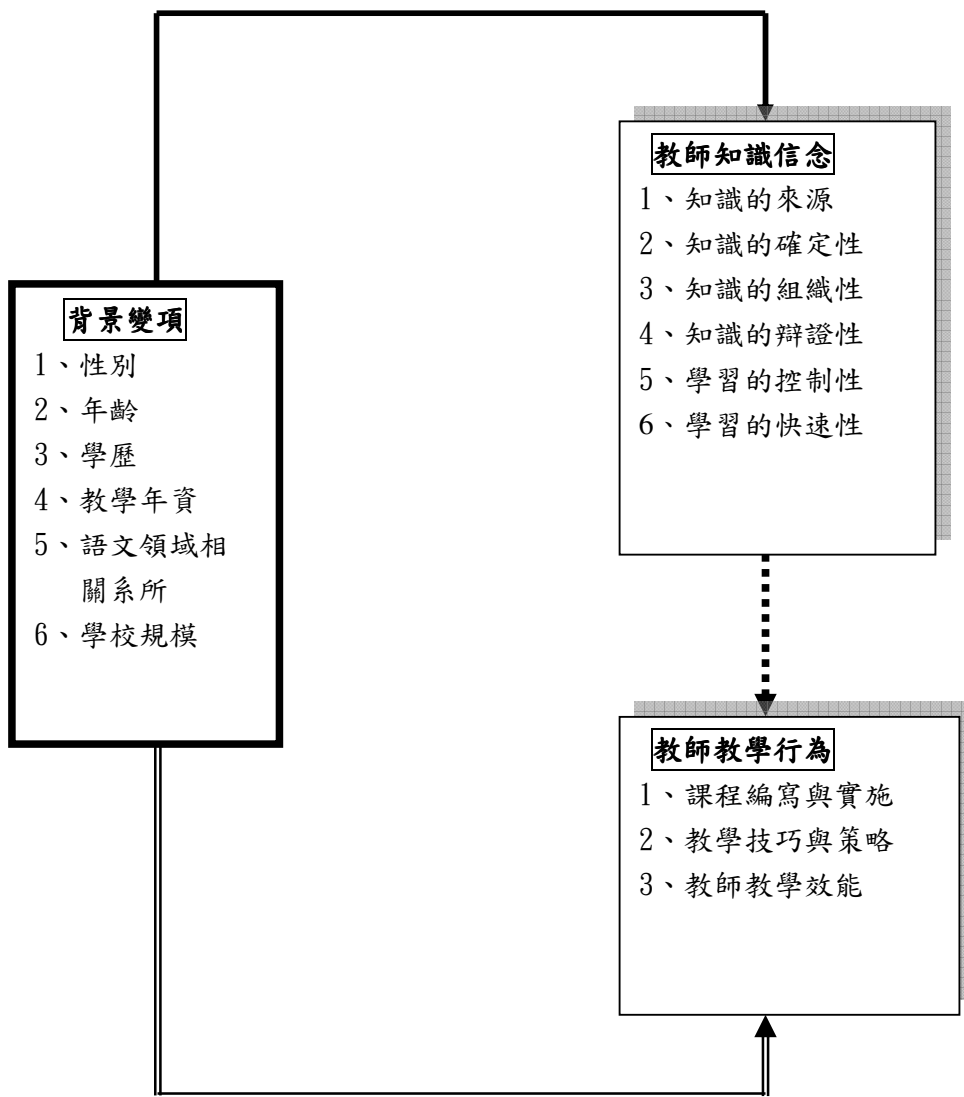 背景變項
1、性別
2、年齡
3、學歷
4、教學年資
5、語文領域相
關系所
6、學校規模
教師知識信念
1、知識的來源
2、知識的確定性
3、知識的組織性
4、知識的辯證性
5、學習的控制性
6、學習的快速性
教師教學行為
1、課程編寫與實施
2、教學技巧與策略
3、教師教學效能